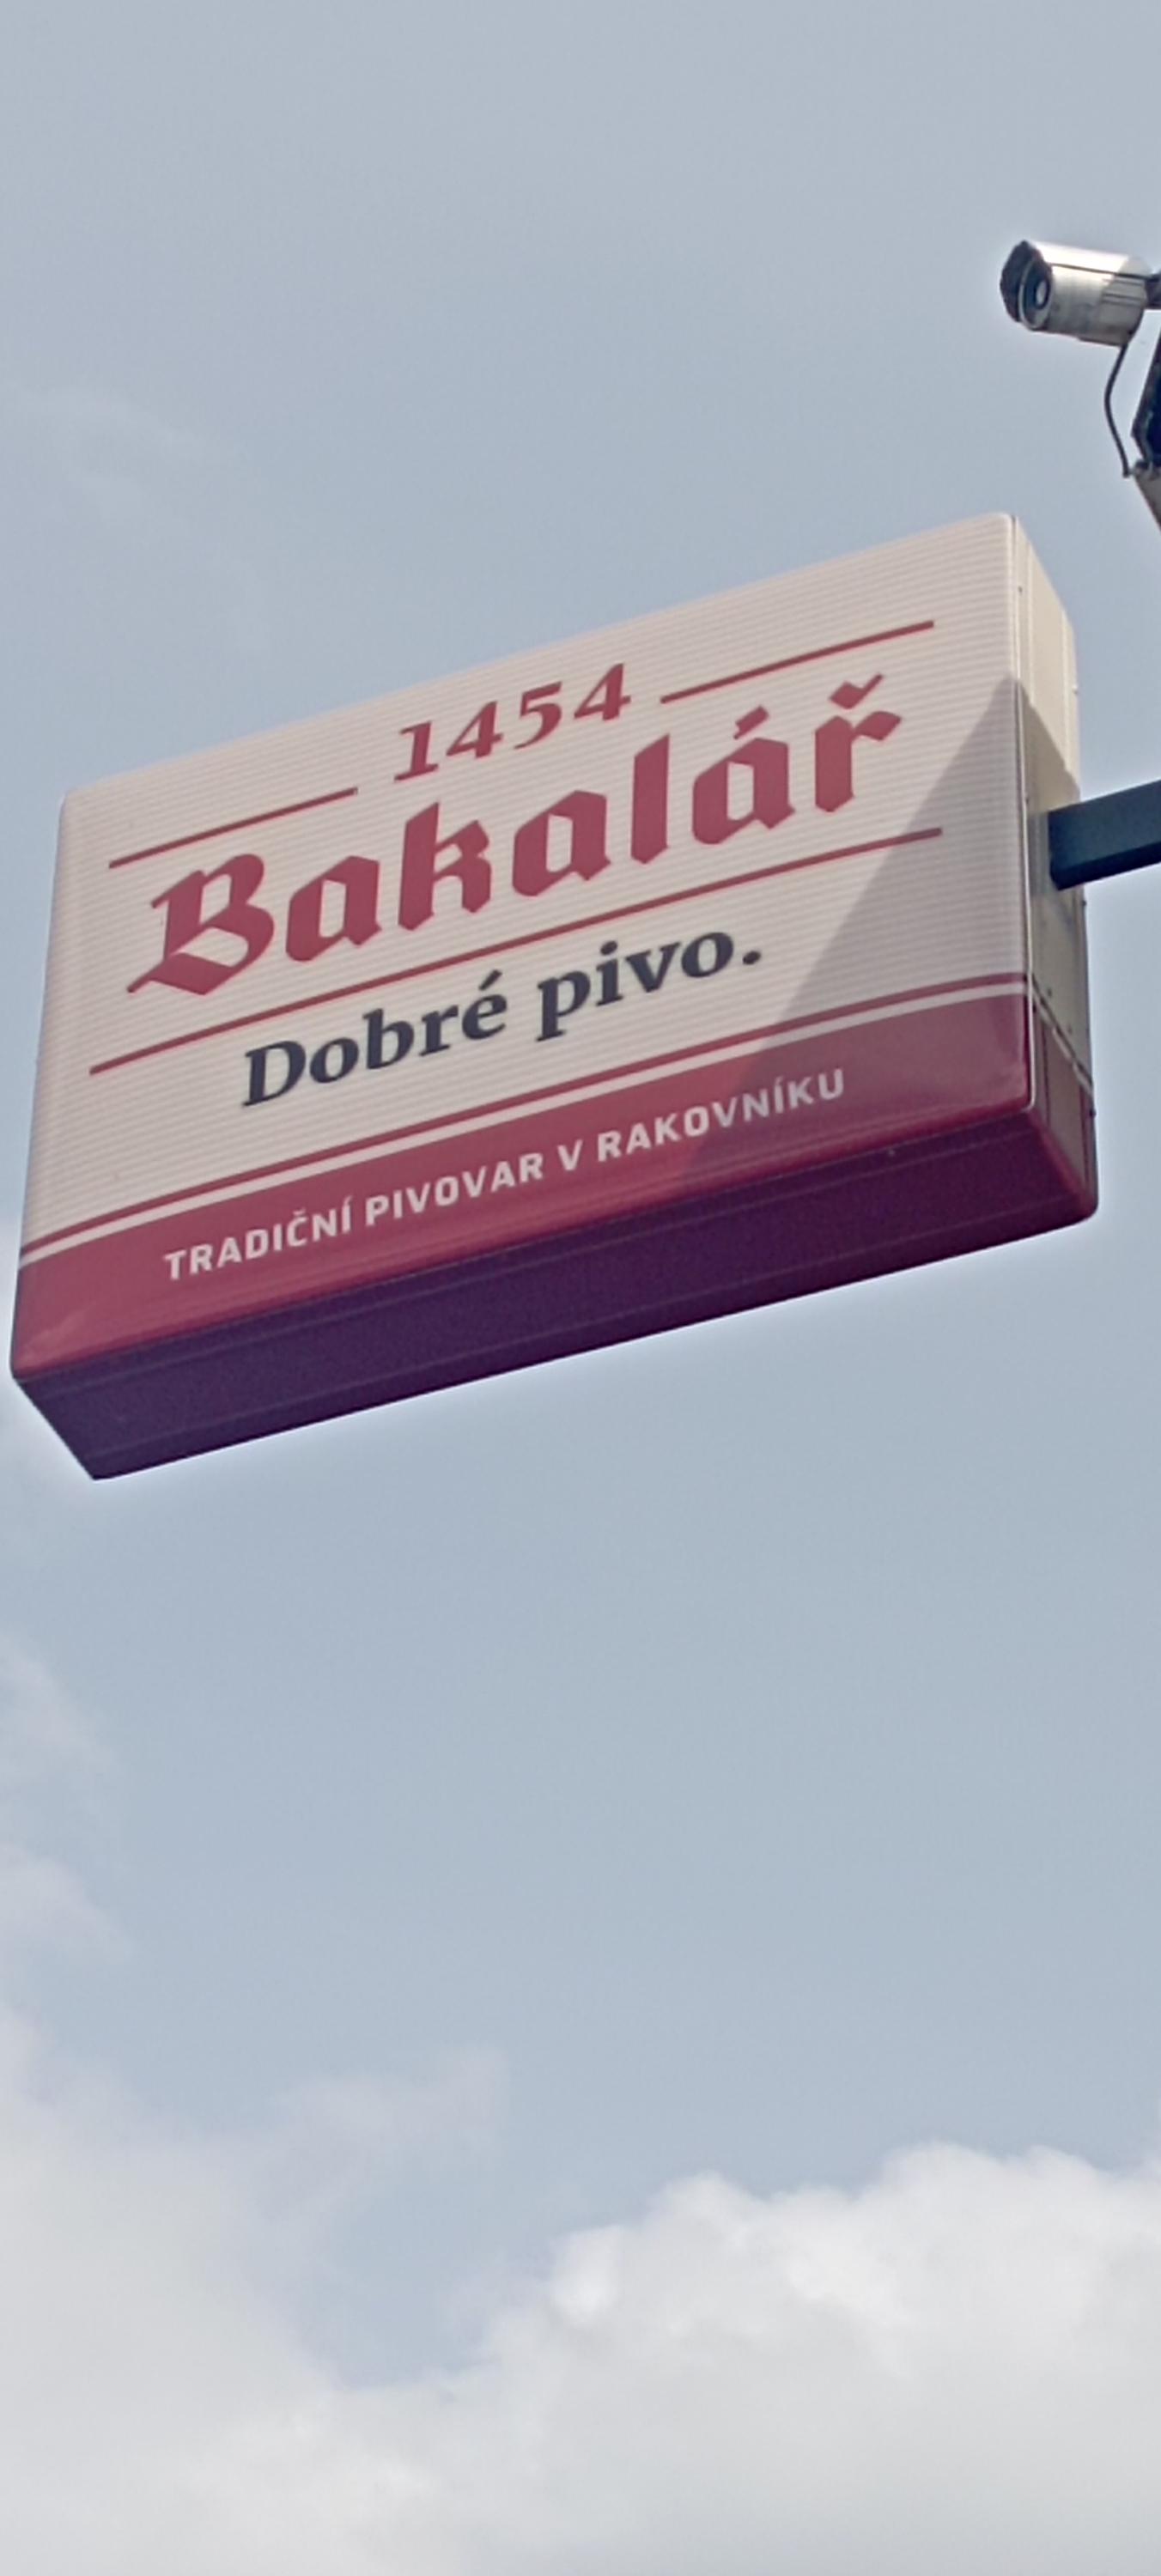 1454
Bakalář
Dobré pivo.
TRADIČNÍ PIVOVAR V RAKOVNÍKU